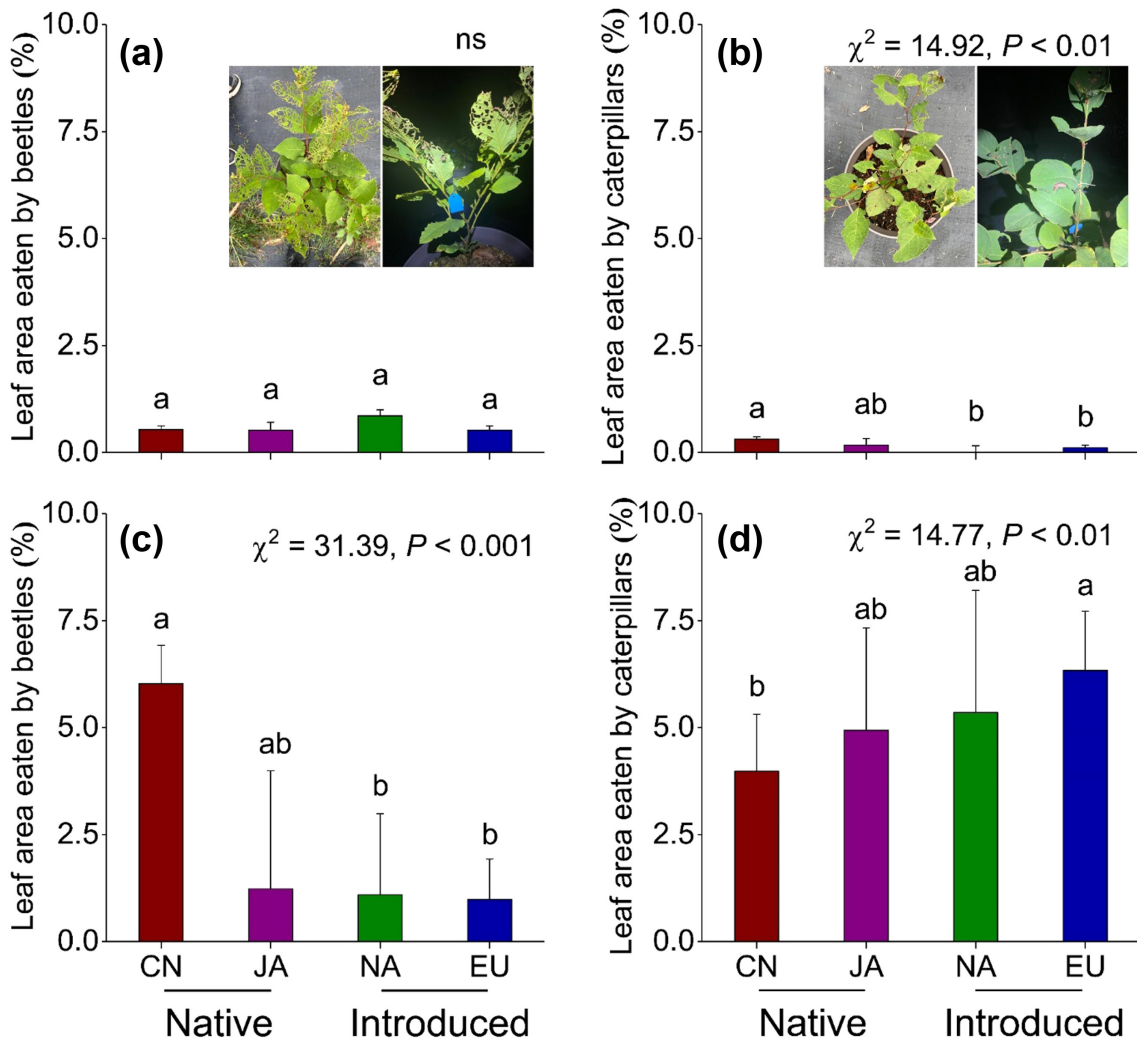 Leaf area eaten by beetles (%)
10.0
7.5
5.0
2.5
0.0
(a)
ns
a
a
a
a
Leaf area eaten by caterpillars (%)
10.0
7.5
5.0
2.5
0.0
(b)
χ² = 14.92, P < 0.01
a
ab
b
b
Leaf area eaten by beetles (%)
10.0
7.5
5.0
2.5
0.0
(c)
χ² = 31.39, P < 0.001
a
ab
b
b
CN JA NA EU
Native Introduced
Leaf area eaten by caterpillars (%)
10.0
7.5
5.0
2.5
0.0
(d)
χ² = 14.77, P < 0.01
b
ab
ab
a
CN JA NA EU
Native Introduced